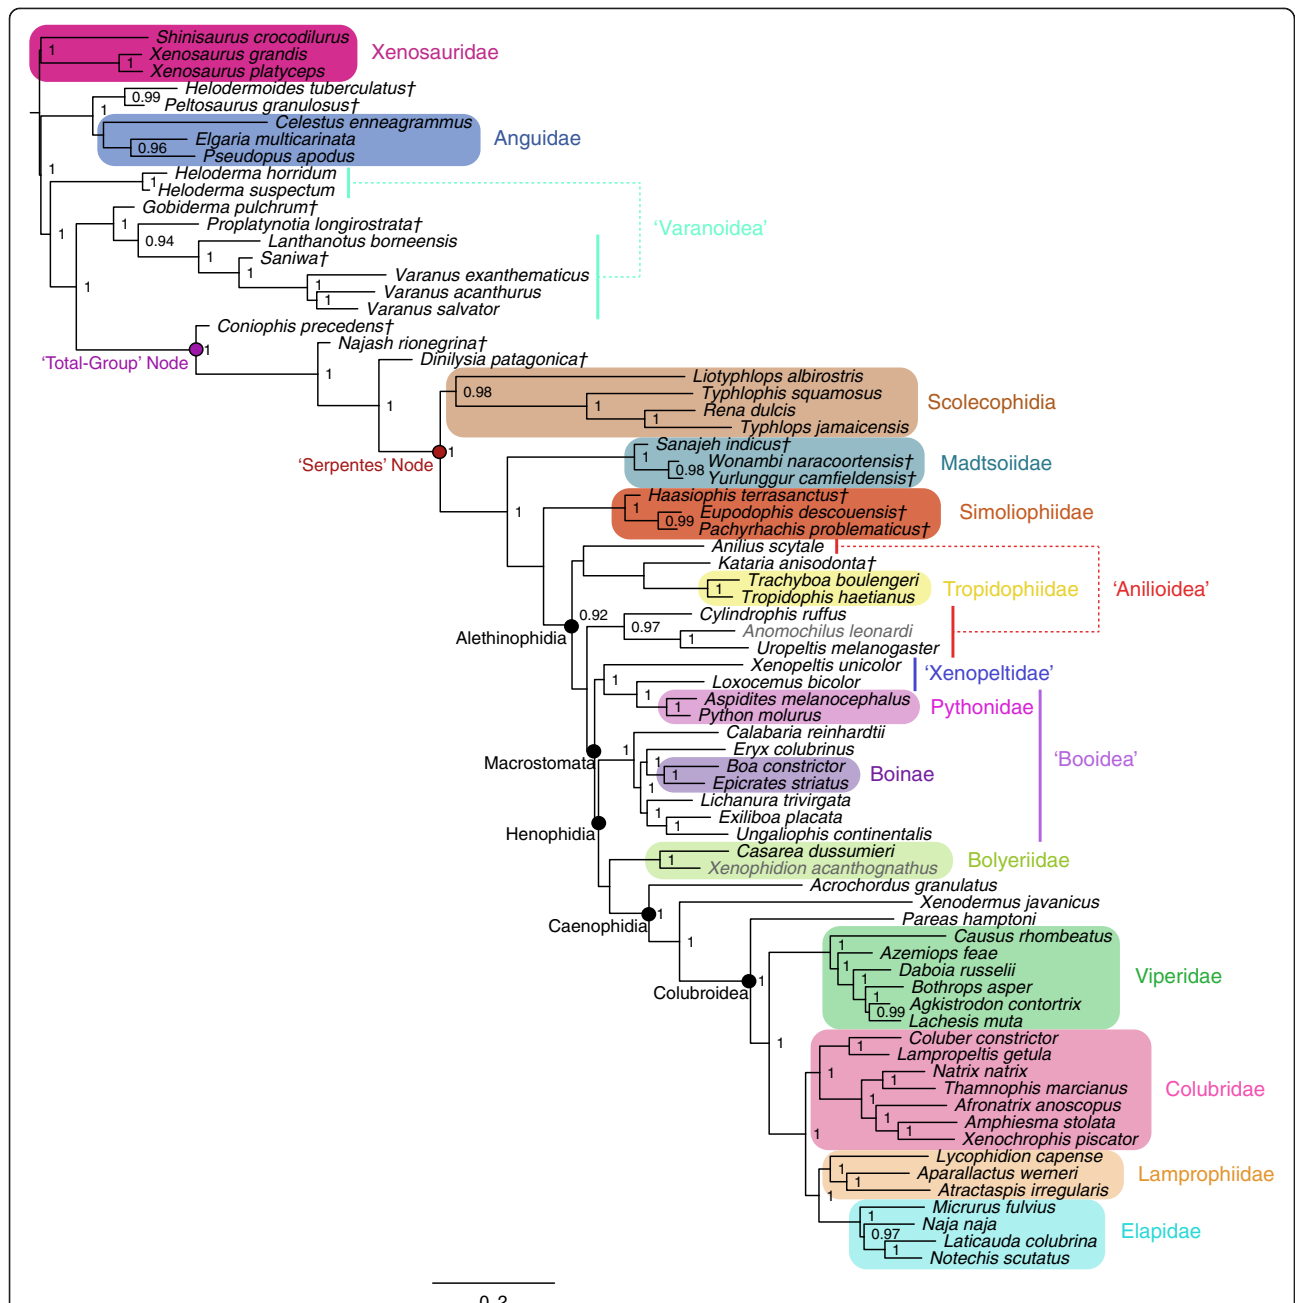 Shinisaurus crocodilurus
1
Xenosaurus grandis
Xenosauridae
1
Xenosaurus platyceps
Helodermoides tuberculatus†
0.99
Peltosaurus granulosus†
1
Celestus enneagrammus
Elgaria multicarinata
Anguidae
0.96
Pseudopus apodus
1
Heloderma horridum
1
Heloderma suspectum
Gobiderma pulchrum†
1
Proplatynotia longirostrata†
'Varanoidea'
1
0.94
Lanthanotus borneensis
1
Saniwa†
1
Varanus exanthematicus
1
1
Varanus acanthurus
1
Varanus salvator
Coniophis precedens†
Najash rionegrina†
1
'Total-Group' Node
Dinilysia patagonica†
1
Liotyphlops albirostris
0.98
Typhlophis squamosus
1
1
Rena dulcis
Scolecophidia
1
Typhlops jamaicensis
Sanajeh indicus†
1
1
Wonambi naracoortensis†
'Serpentes' Node
0.98
Madtsoiidae
Yurlunggur camfieldensis†
Haasiophis terrasanctus†
1
1
Eupodophis descouensis†
Simoliophiidae
0.99
Pachyrhachis problematicus†
Anilius scytale
Kataria anisodonta†
Trachyboa boulengeri
1
Tropidophiidae
'Anilioidea'
Tropidophis haetianus
0.92
Cylindrophis ruffus
0.97
Anomochilus leonardi
Alethinophidia
1
Uropeltis melanogaster
Xenopeltis unicolor
'Xenopeltidae'
1
Loxocemus bicolor
1
Aspidites melanocephalus
1
Pythonidae
Python molurus
Calabaria reinhardtii
1
Eryx colubrinus
Macrostomata
1
Boa constrictor
'Booidea'
1
Boinae
Epicrates striatus
1
Lichanura trivirgata
1
Exiliboa placata
1
Henophidia
Ungaliophis continentalis
Casarea dussumieri
1
Bolyeriidae
Xenophidion acanthognathus
Acrochordus granulatus
Xenodermus javanicus
1
Caenophidia
Pareas hamptoni
1
Causus rhombeatus
1
Azemiops feae
1
Daboia russelii
1
Viperidae
1
Bothrops asper
Colubroidea
1
Agkistrodon contortrix
0.99
Lachesis muta
Coluber constrictor
1
1
Lampropeltis getula
Natrix natrix
1
1
Thamnophis marcianus
Colubridae
1
Afronatrix anoscopus
1
Amphiesma stolata
1
1
Xenochrophis piscator
Lycophidion capense
1
Aparallactus werneri
Lamprophiidae
1
Atractaspis irregularis
1
Micrurus fulvius
1
Naja naja
0.97
Elapidae
Laticauda colubrina
1
Notechis scutatus